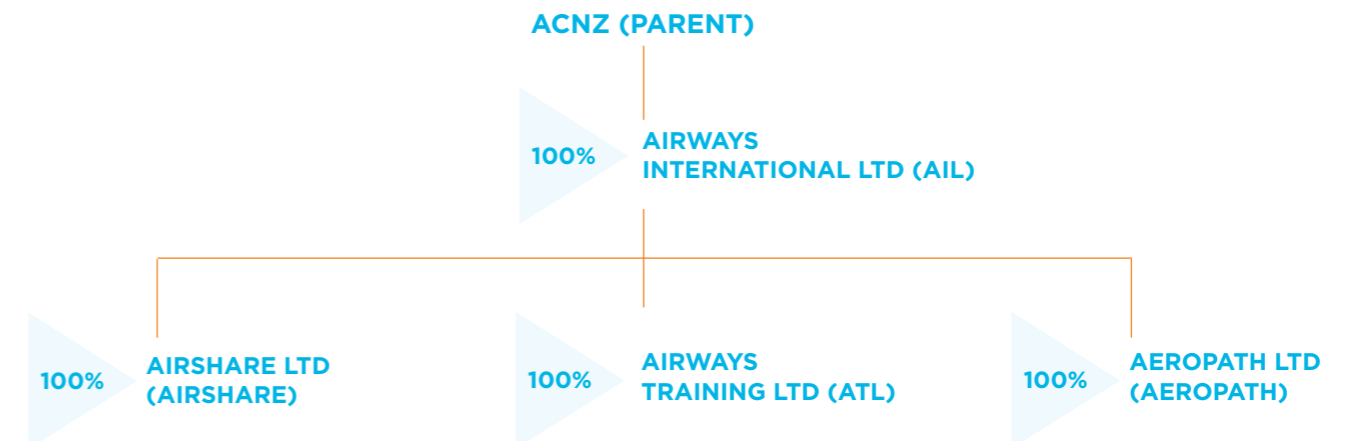 ACNZ (PARENT)
100%
AIRWAYS
INTERNATIONAL LTD (AIL)
100%
AIRSHARE LTD
(AIRSHARE)
100%
AIRWAYS
TRAINING LTD (ATL)
100%
AEROPATH LTD
(AEROPATH)